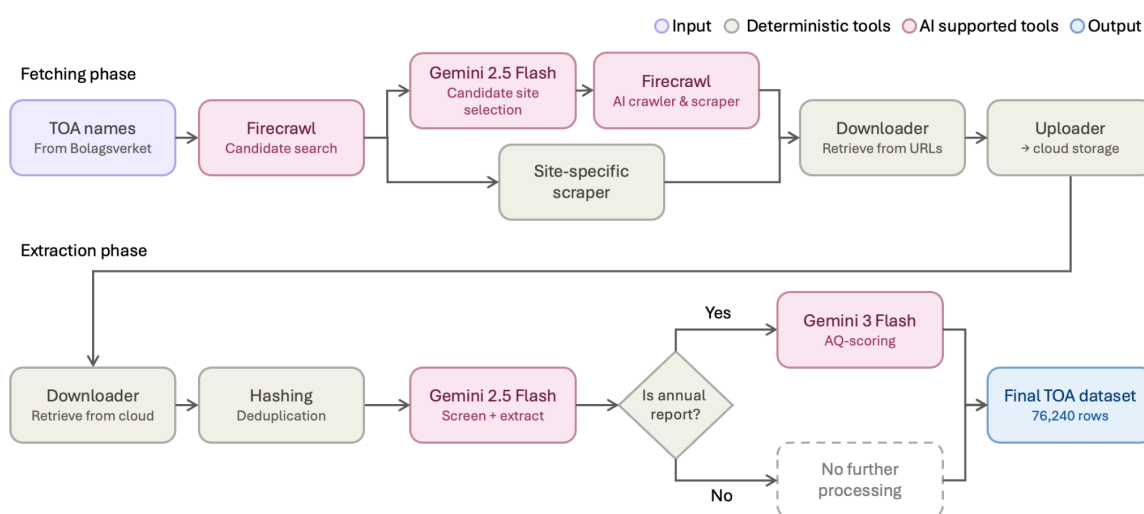 Input
Deterministic tools
AI supported tools
Output
Fetching phase
TOA names
From Bolagsverket
Firecrawl
Candidate search
Gemini 2.5 Flash
Candidate site
selection
Firecrawl
AI crawler & scraper
Site-specific
scraper
Downloader
Retrieve from URLs
Uploader
→ cloud storage
Extraction phase
Downloader
Retrieve from cloud
Hashing
Deduplication
Gemini 2.5 Flash
Screen + extract
Is annual
report?
Yes
Gemini 3 Flash
AQ-scoring
No
No further
processing
Final TOA dataset
76,240 rows